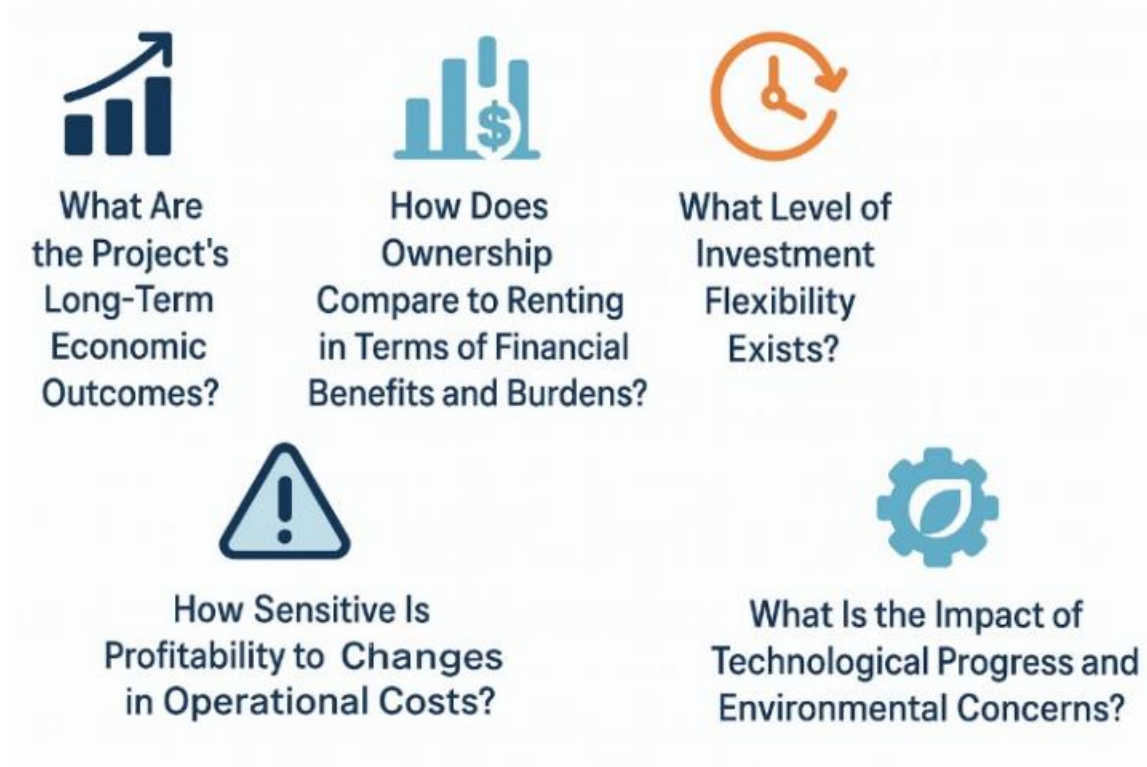 What Are
the Project's
Long-Term
Economic
Outcomes?
How Does
Ownership
Compare to Renting
in Terms of Financial
Benefits and Burdens?
What Level of
Investment
Flexibility
Exists?
How Sensitive Is
Profitability to Changes
in Operational Costs?
What Is the Impact of
Technological Progress and
Environmental Concerns?